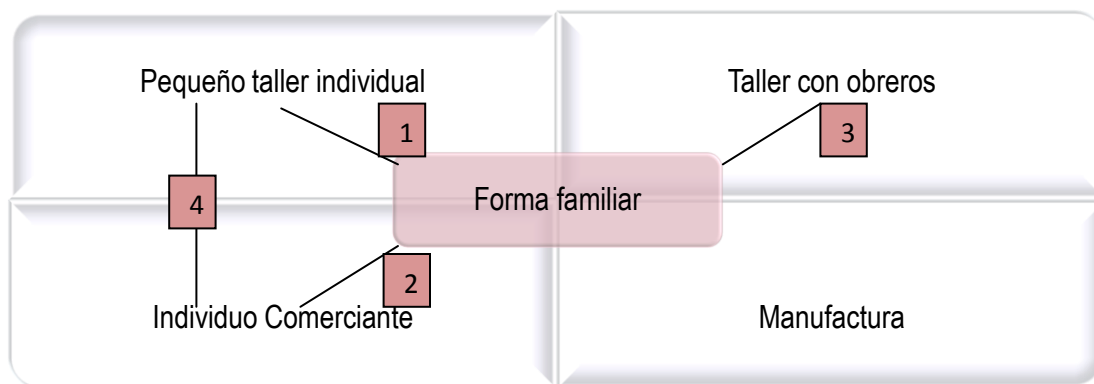 Pequeño taller individual
Taller con obreros
1
3
Forma familiar
4
2
Individuo Comerciante
Manufactura